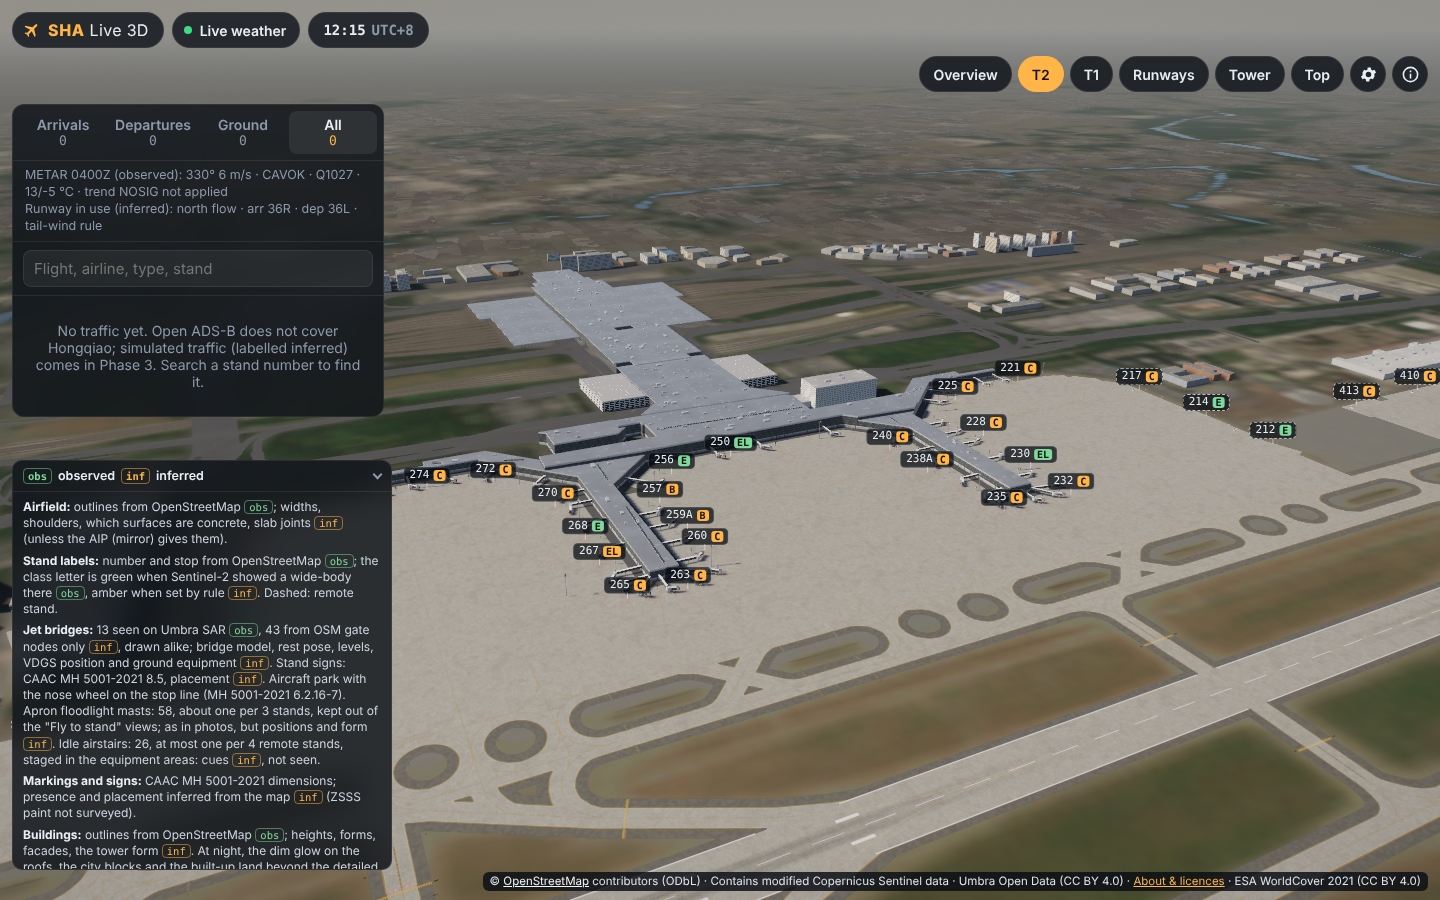 SHA Live 3D
Live weather
12:15 UTC+8
Overview
T2
T1
Runways
Tower
Top
Arrivals
0
Departures
0
Ground
0
All
0
METAR 0400Z (observed): 330° 6 m/s · CAVOK · Q1027 ·
13/-5 °C · trend NOSIG not applied
Runway in use (inferred): north flow · arr 36R · dep 36L ·
tail-wind rule
Flight, airline, type, stand
No traffic yet. Open ADS-B does not cover
Hongqiao; simulated traffic (labelled inferred)
comes in Phase 3. Search a stand number to find
it.
221 C
225 C
217 C
214 E
212 E
413 C
410 C
228 C
240 C
238A C
230 EL
232 C
235 C
250 EL
256 E
257 B
259A B
260 C
263 C
265 C
267 EL
268 E
270 C
272 C
274 C
obs observed inf inferred
Airfield: outlines from OpenStreetMap obs; widths,
shoulders, which surfaces are concrete, slab joints inf
(unless the AIP (mirror) gives them).
Stand labels: number and stop from OpenStreetMap obs; the
class letter is green when Sentinel-2 showed a wide-body
there obs, amber when set by rule inf. Dashed: remote
stand.
Jet bridges: 13 seen on Umbra SAR obs, 43 from OSM gate
nodes only inf, drawn alike; bridge model, rest pose, levels,
VDGS position and ground equipment inf. Stand signs:
CAAC MH 5001-2021 8.5, placement inf. Aircraft park with
the nose wheel on the stop line (MH 5001-2021 6.2.16-7).
Apron floodlight masts: 58, about one per 3 stands, kept out of
the "Fly to stand" views; as in photos, but positions and form
inf. Idle airstairs: 26, at most one per 4 remote stands,
staged in the equipment areas: cues inf, not seen.
Markings and signs: CAAC MH 5001-2021 dimensions;
presence and placement inferred from the map inf (ZSSS
paint not surveyed).
Buildings: outlines from OpenStreetMap obs; heights, forms,
facades, the tower form inf. At night, the dim glow on the
roofs, the city blocks and the built-up land beyond the detailed
© OpenStreetMap contributors (ODbL) · Contains modified Copernicus Sentinel data · Umbra Open Data (CC BY 4.0) · About & licences · ESA WorldCover 2021 (CC BY 4.0)